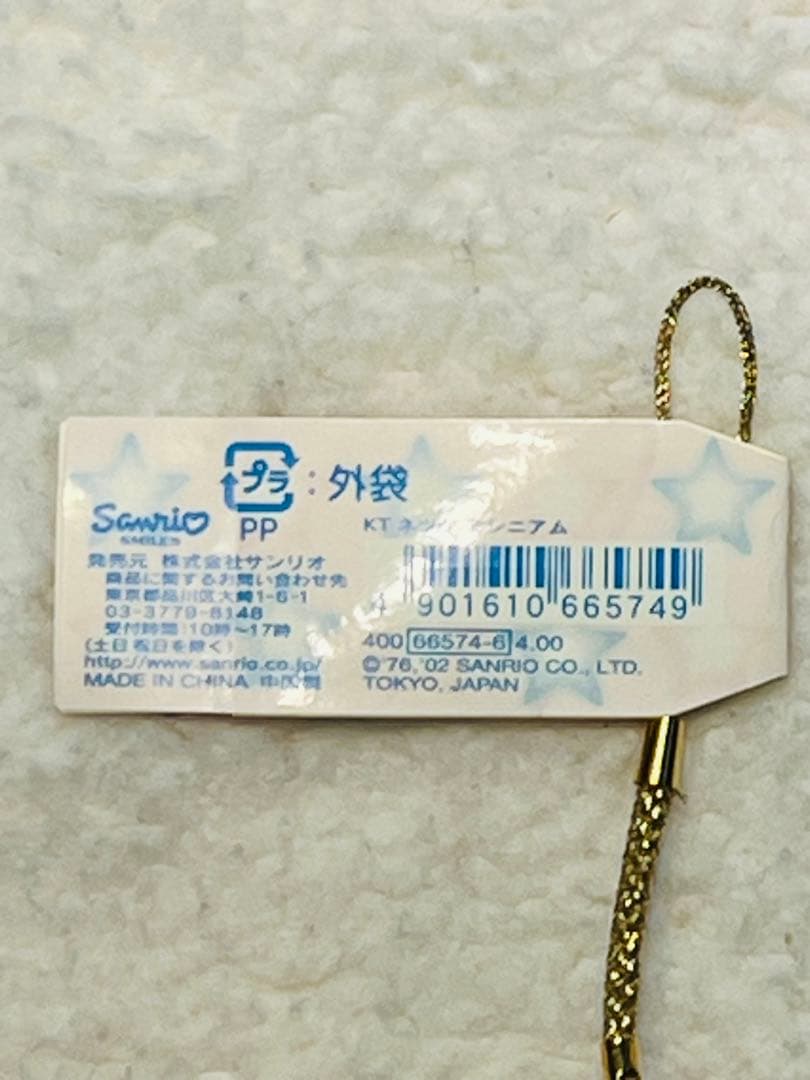 プラ : 外袋
PP
Sanrio
SMILES
発売元 株式会社サンリオ
商品に関するお問い合わせ先
東京都品川区大崎1-6-1
03-3779-8148
受付時間:10時～17時
(土日祝日を除く)
http://www.sanrio.co.jp/
MADE IN CHINA 中国製
KT
4 901610 665749
400 66574-6 4.00
©'76,'02 SANRIO CO., LTD.
TOKYO, JAPAN